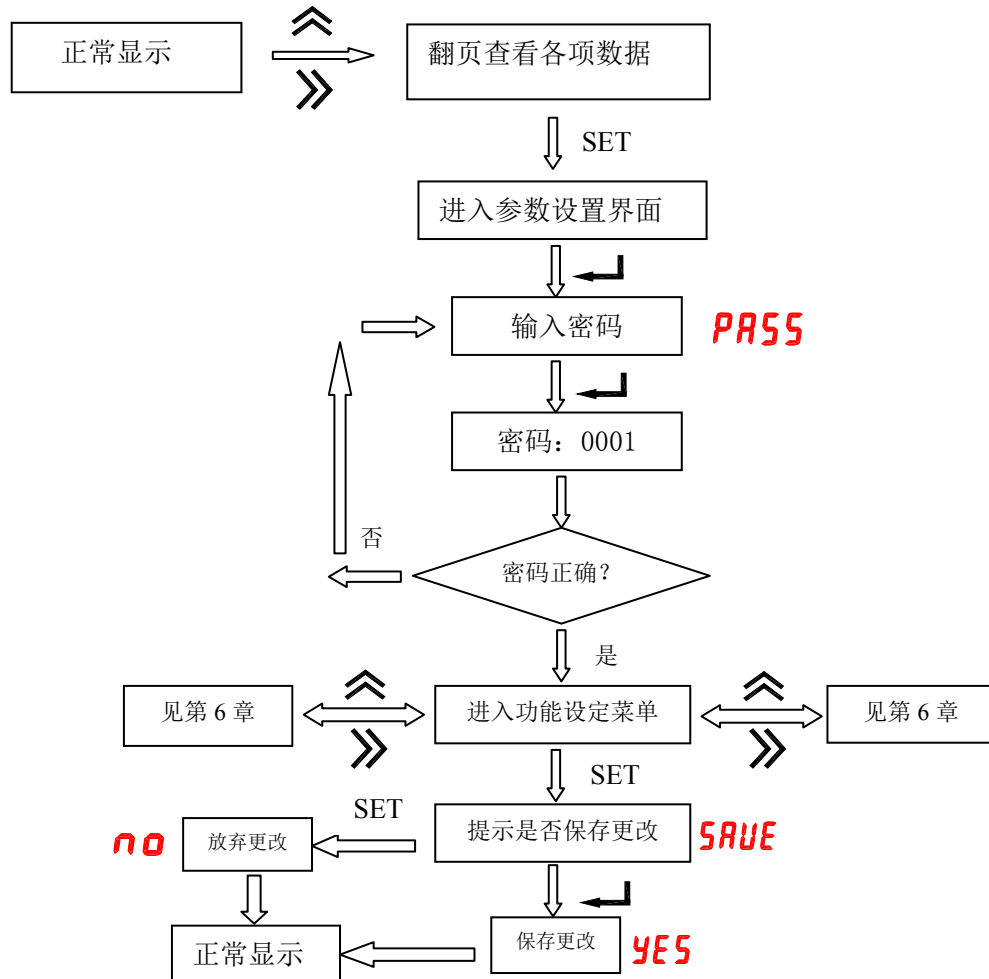 正常显示
翻页查看各项数据
SET
进入参数设置界面
输入密码
PASS
密码：0001
否
密码正确？
是
见第 6 章
进入功能设定菜单
见第 6 章
SET
SET
no
放弃更改
提示是否保存更改
SAVE
正常显示
保存更改
YES